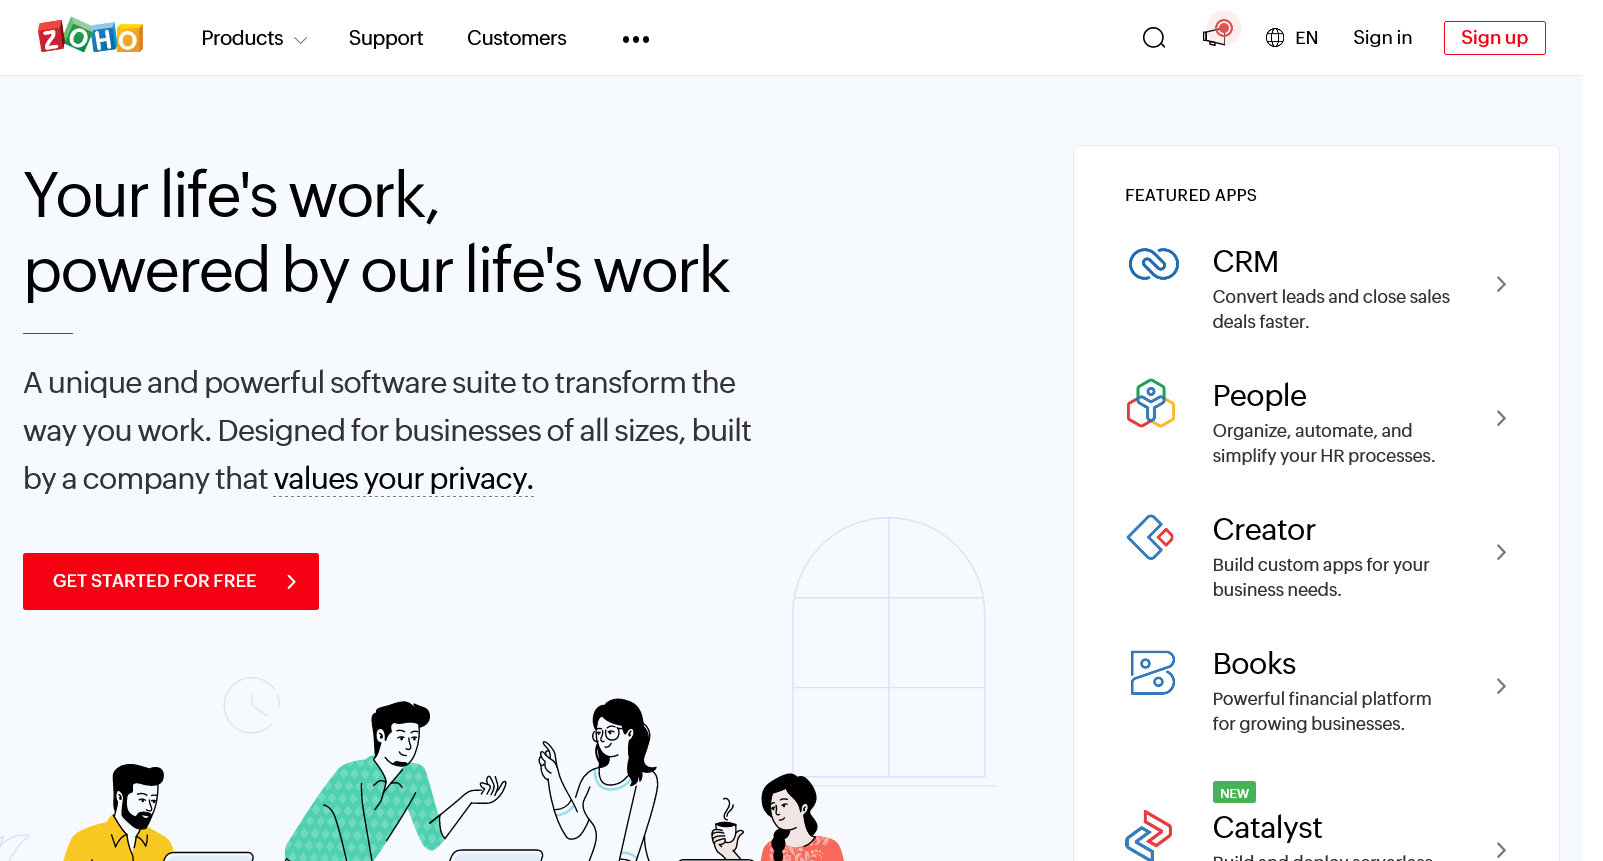 ZOHO
Products
Support
Customers
EN
Sign in
Sign up
Your life's work,
powered by our life's work
A unique and powerful software suite to transform the
way you work. Designed for businesses of all sizes, built
by a company that values your privacy.
GET STARTED FOR FREE
FEATURED APPS
CRM
Convert leads and close sales
deals faster.
People
Organize, automate, and
simplify your HR processes.
Creator
Build custom apps for your
business needs.
Books
Powerful financial platform
for growing businesses.
NEW
Catalyst
Build and deploy serverless